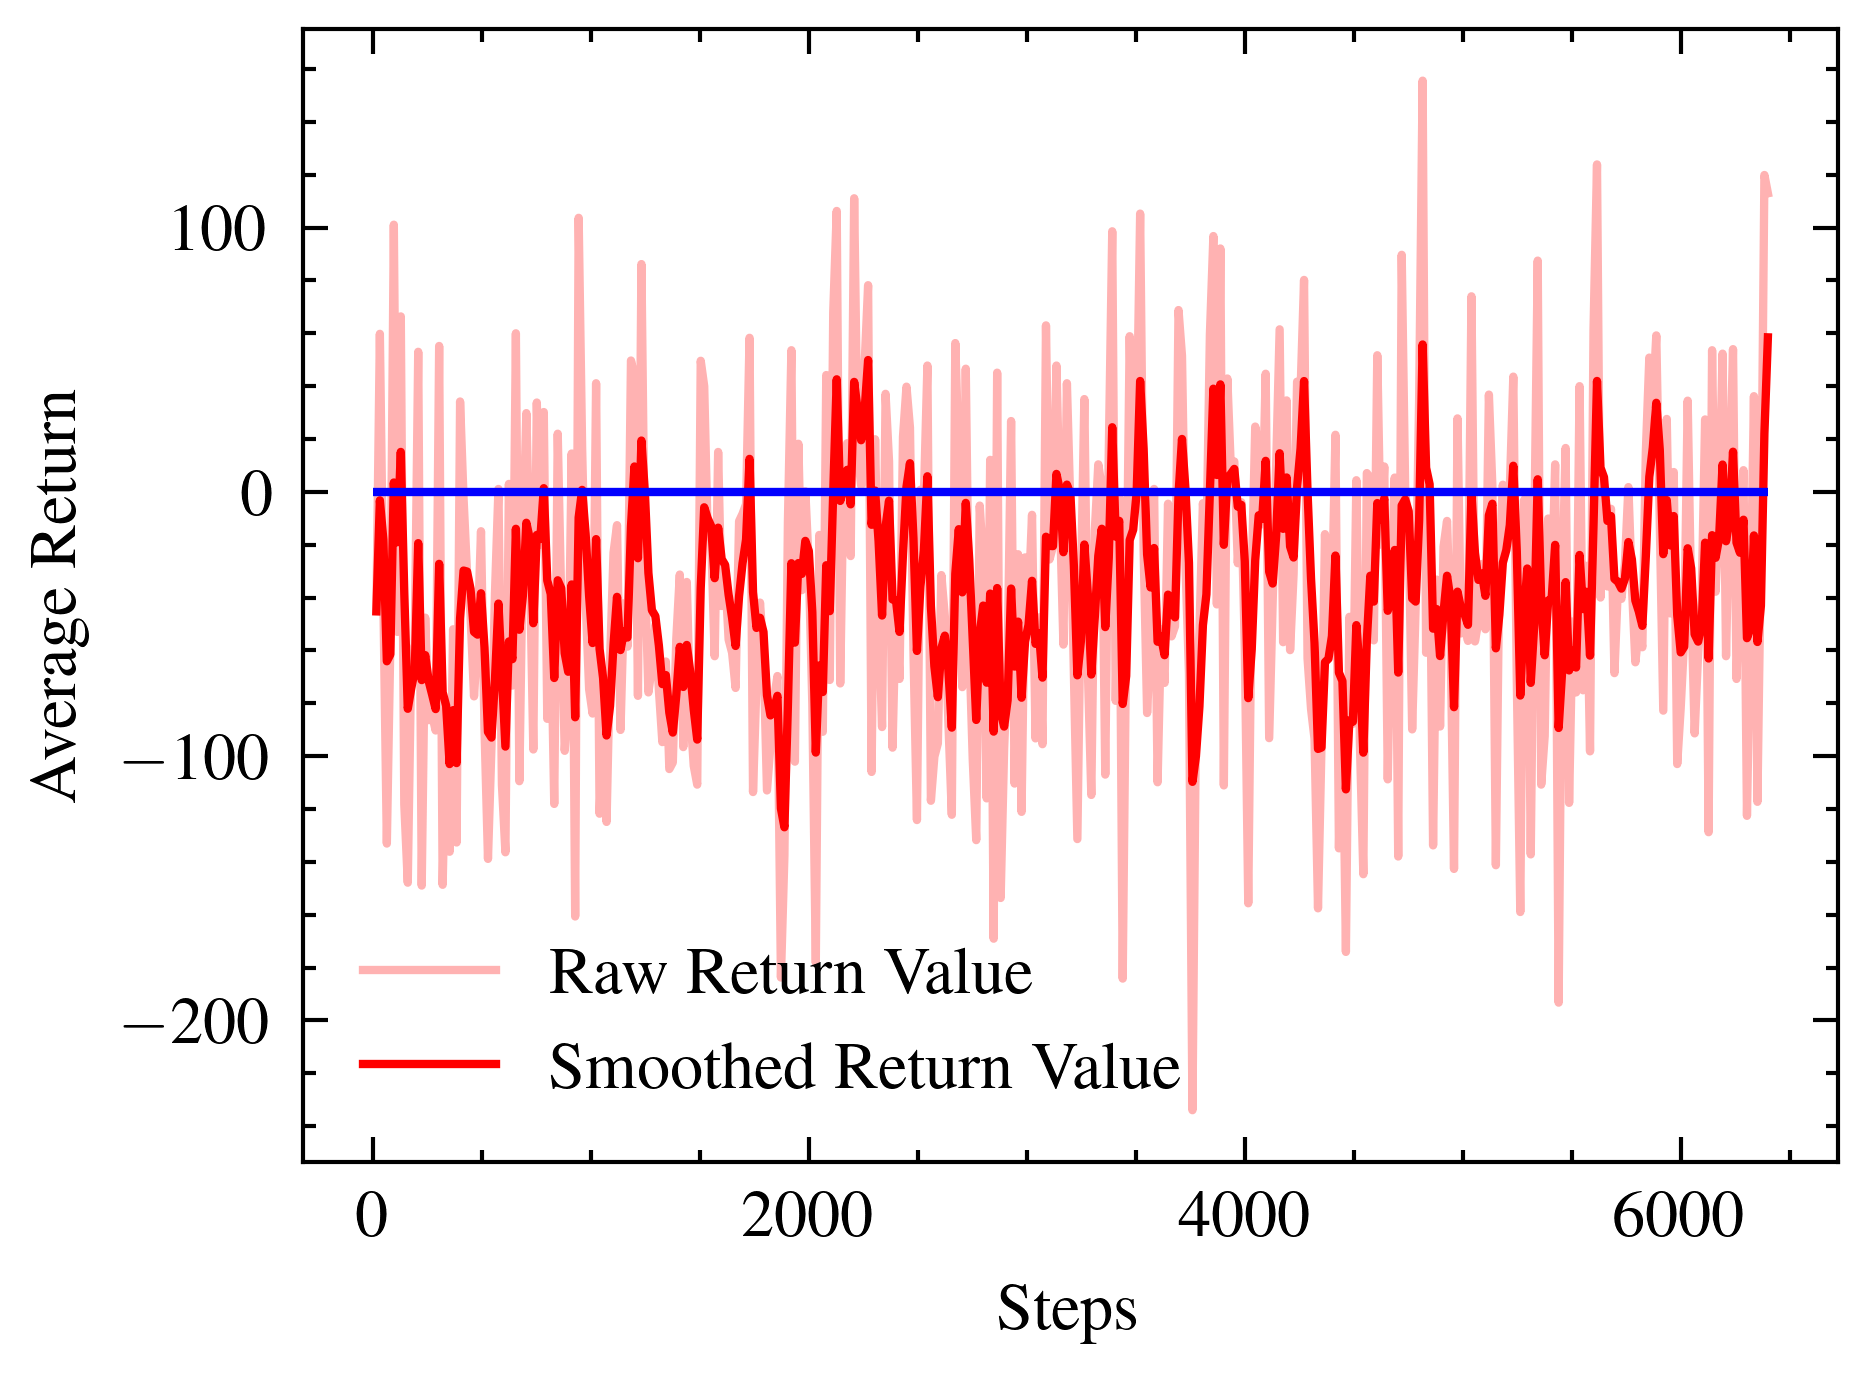 Average Return
100
0
−100
−200
Raw Return Value
Smoothed Return Value
0 2000 4000 6000
Steps